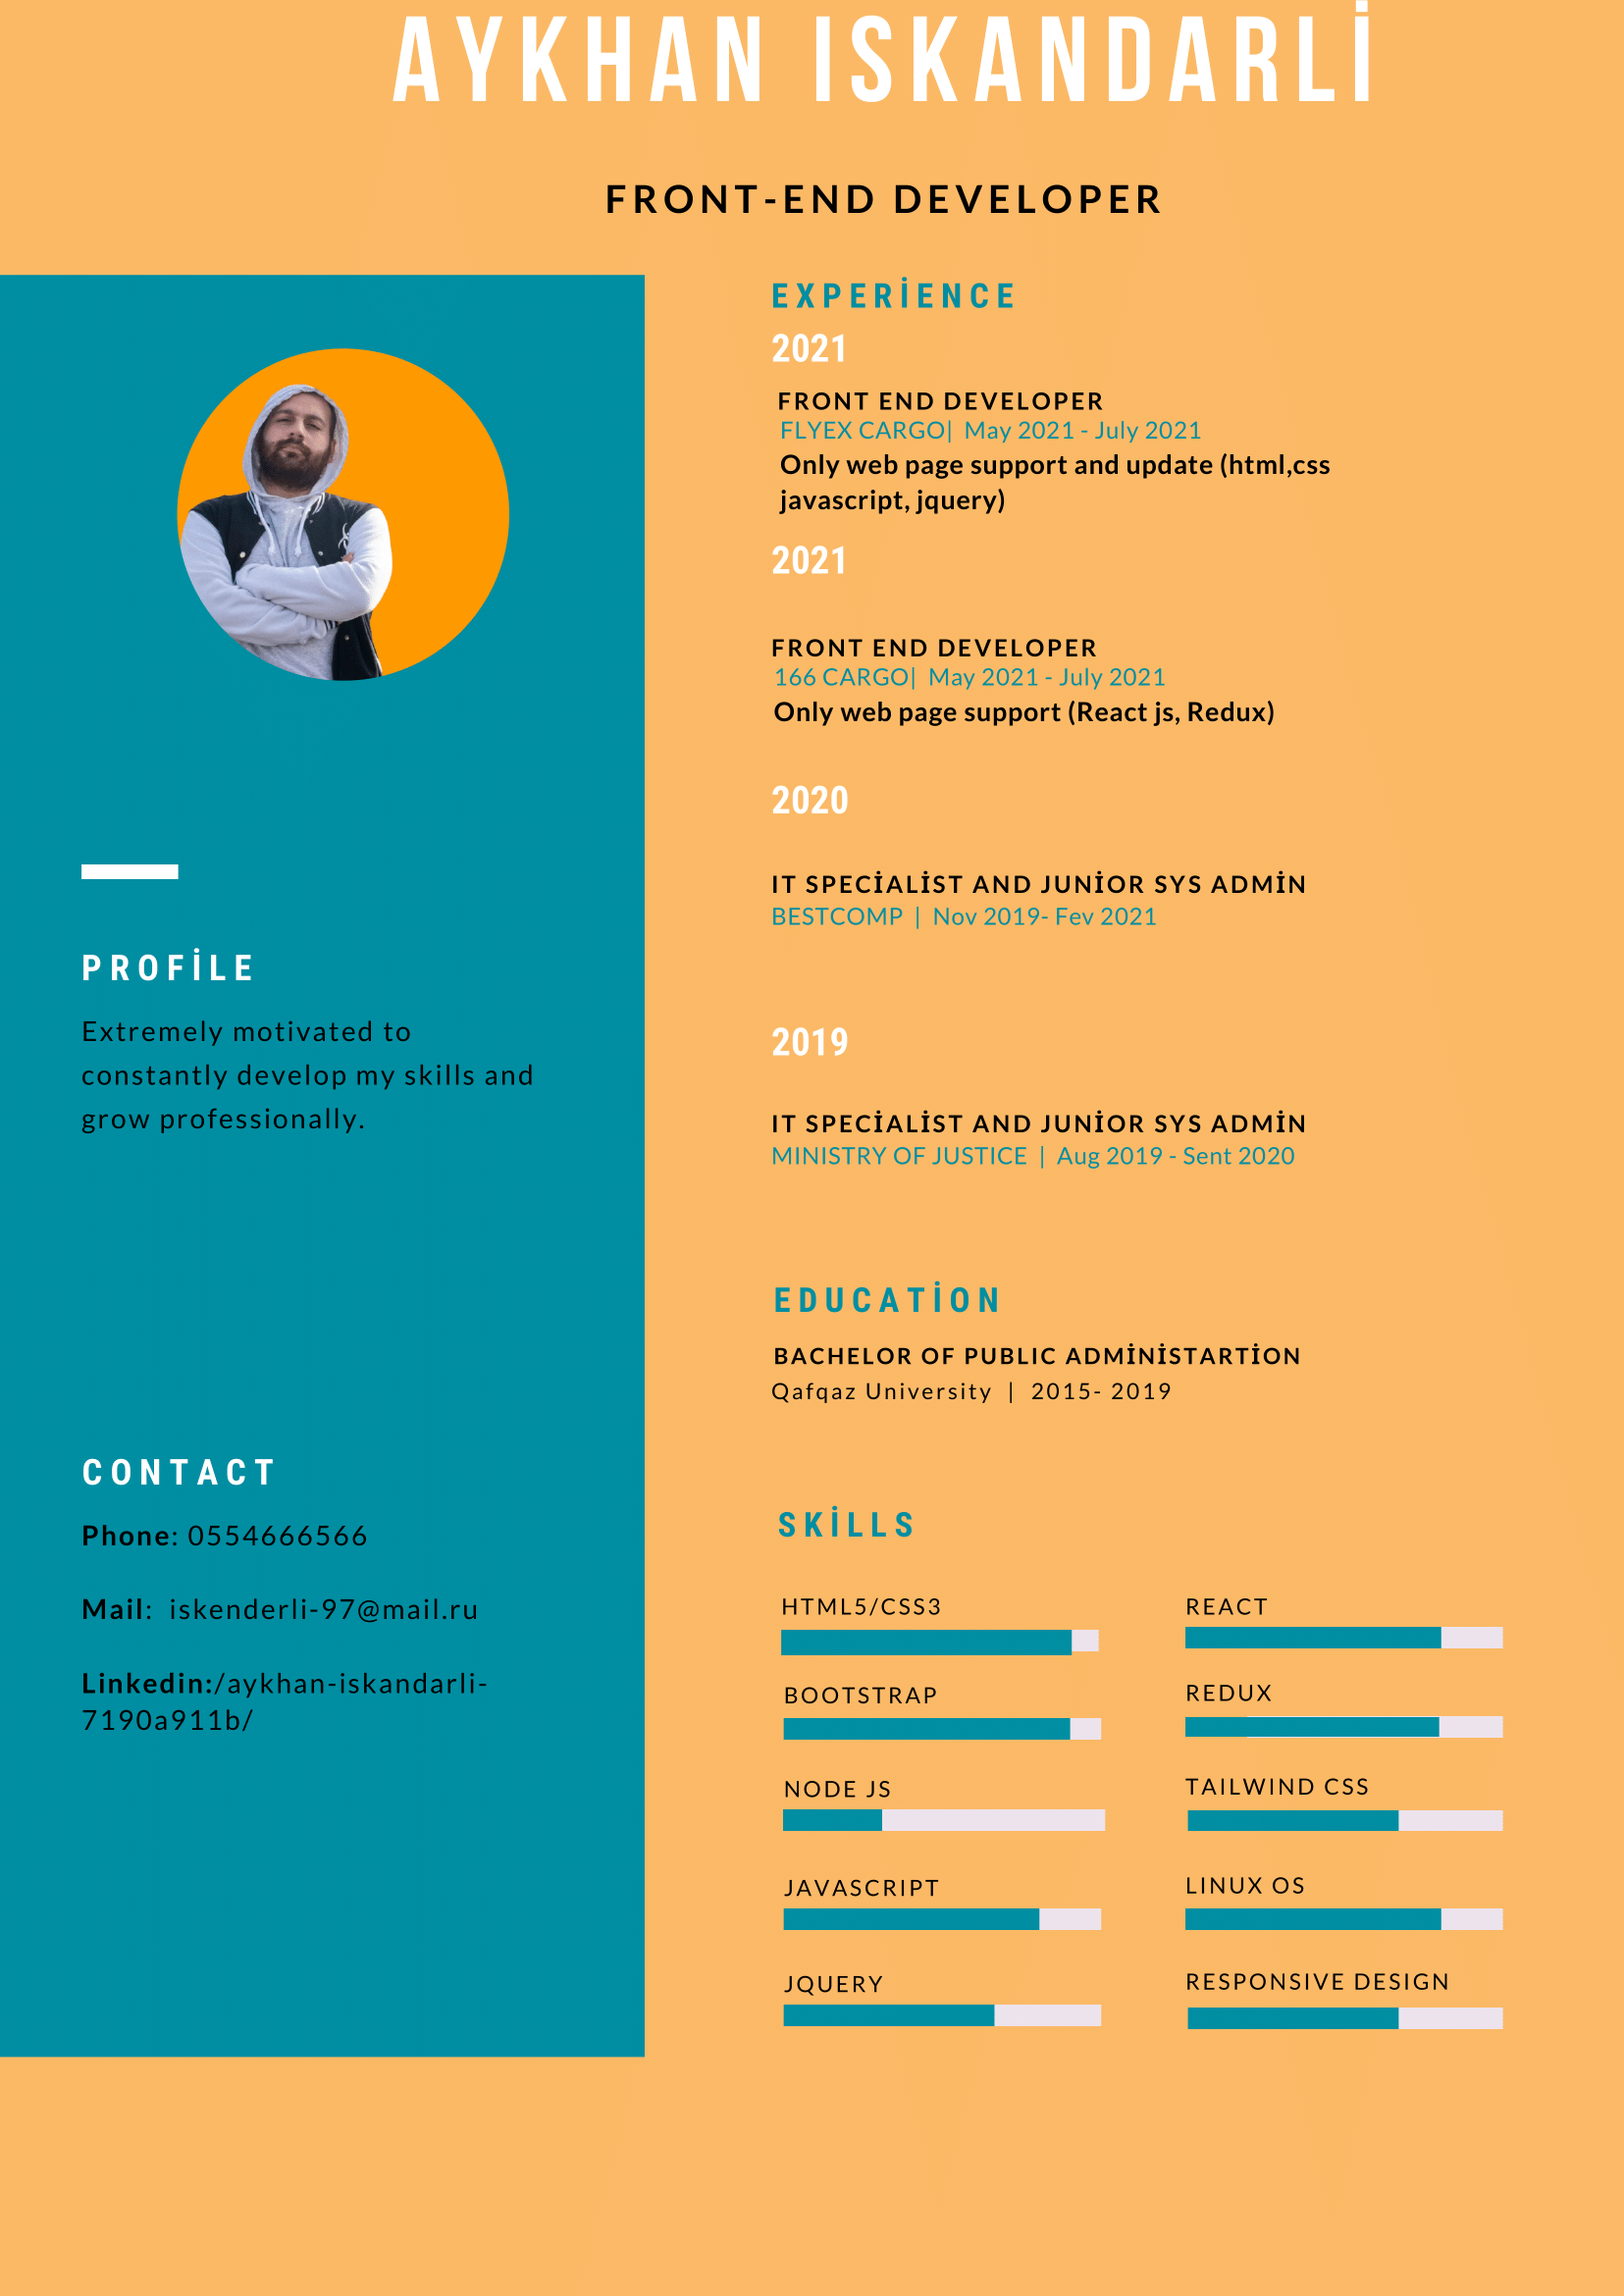 AYKHAN ISKANDARLİ
FRONT-END DEVELOPER
PROFİLE
Extremely motivated to
constantly develop my skills and
grow professionally.
CONTACT
Phone: 0554666566
Mail:  iskenderli-97@mail.ru
Linkedin:/aykhan-iskandarli-
7190a911b/
EXPERİENCE
2021
FRONT END DEVELOPER
FLYEX CARGO|  May 2021 - July 2021
Only web page support and update (html,css
javascript, jquery)
2021
FRONT END DEVELOPER
166 CARGO|  May 2021 - July 2021
Only web page support (React js, Redux)
2020
IT SPECİALİST AND JUNİOR SYS ADMİN
BESTCOMP  |  Nov 2019- Fev 2021
2019
IT SPECİALİST AND JUNİOR SYS ADMİN
MINISTRY OF JUSTICE  |  Aug 2019 - Sent 2020
EDUCATİON
BACHELOR OF PUBLIC ADMİNİSTARTİON
Qafqaz University  |  2015- 2019
SKİLLS
HTML5/CSS3
BOOTSTRAP
NODE JS
JAVASCRIPT
JQUERY
REACT
REDUX
TAILWIND CSS
LINUX OS
RESPONSIVE DESIGN